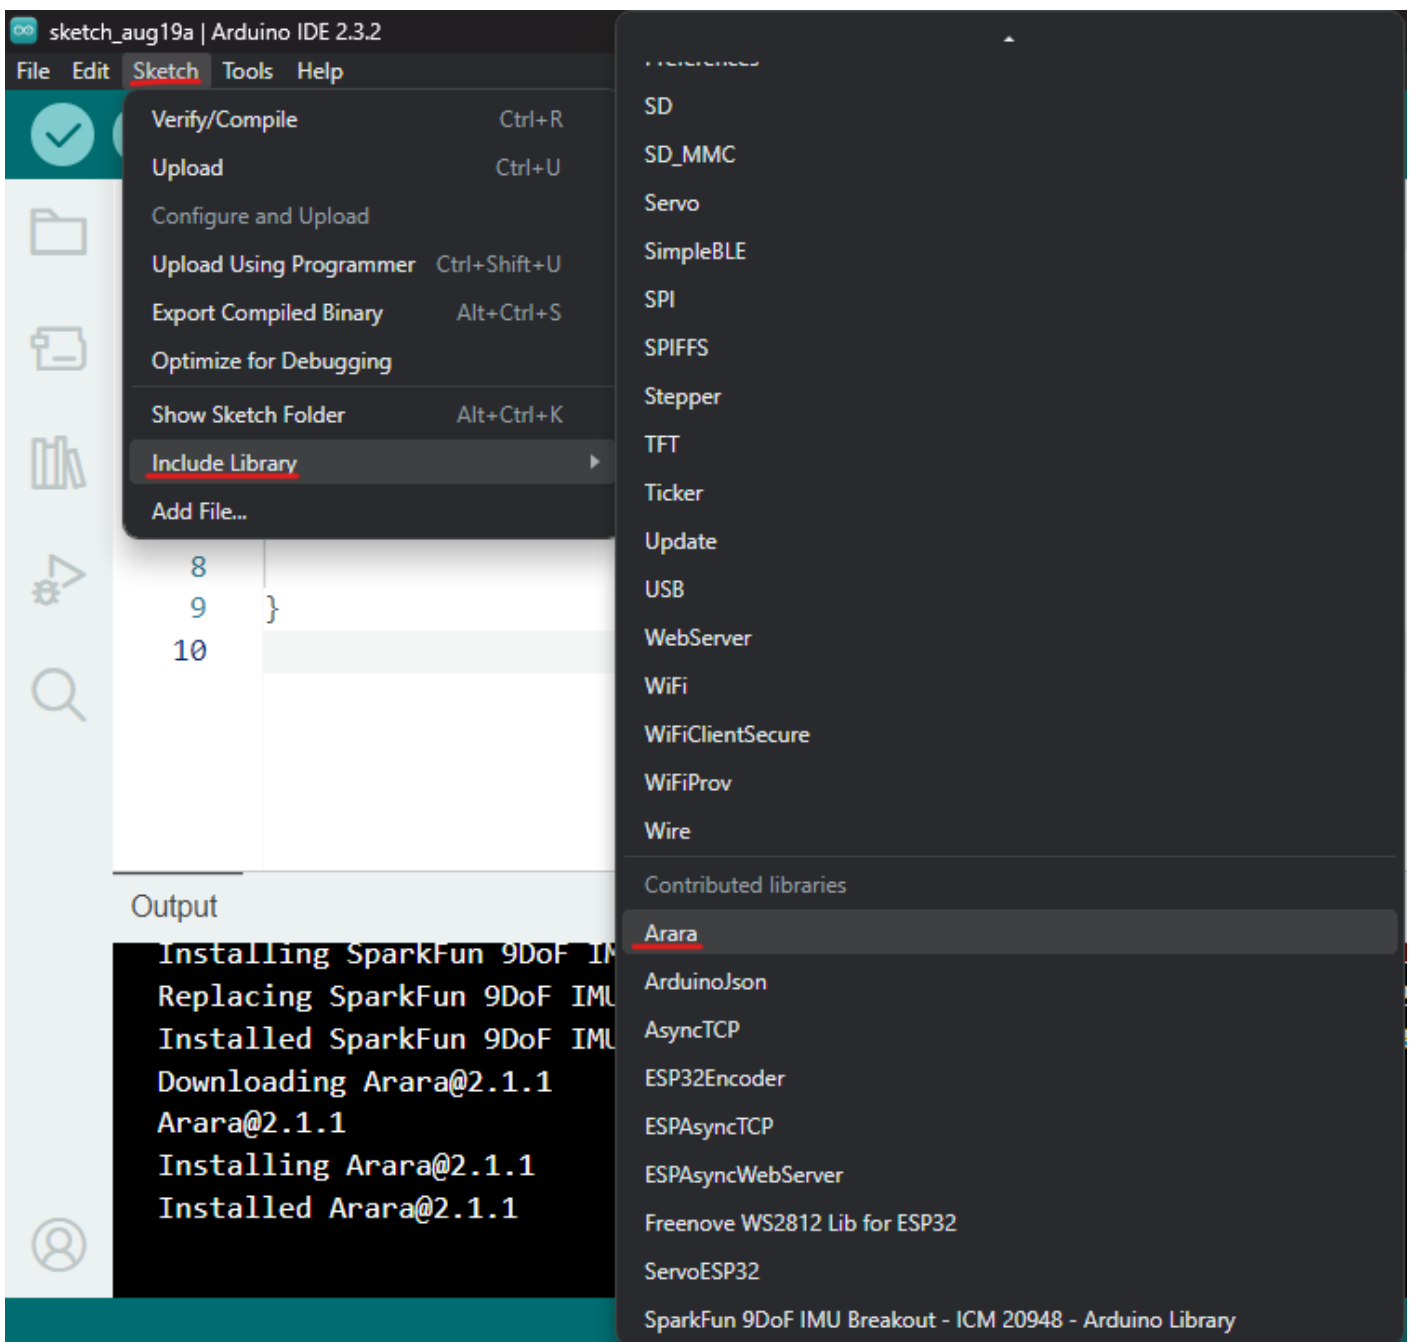 sketch_aug19a | Arduino IDE 2.3.2
File Edit Sketch Tools Help
Verify/Compile Ctrl+R
Upload Ctrl+U
Configure and Upload
Upload Using Programmer Ctrl+Shift+U
Export Compiled Binary Alt+Ctrl+S
Optimize for Debugging
Show Sketch Folder Alt+Ctrl+K
Include Library
Add File...
8
9 }
10
Output
Installing SparkFun 9DoF
Replacing SparkFun 9DoF IMU
Installed SparkFun 9DoF IMU
Downloading Arara@2.1.1
Arara@2.1.1
Installing Arara@2.1.1
Installed Arara@2.1.1
Preferences
SD
SD_MMC
Servo
SimpleBLE
SPI
SPIFFS
Stepper
TFT
Ticker
Update
USB
WebServer
WiFi
WiFiClientSecure
WiFiProv
Wire
Contributed libraries
Arara
ArduinoJson
AsyncTCP
ESP32Encoder
ESPAsyncTCP
ESPAsyncWebServer
Freenove WS2812 Lib for ESP32
ServoESP32
SparkFun 9DoF IMU Breakout - ICM 20948 - Arduino Library